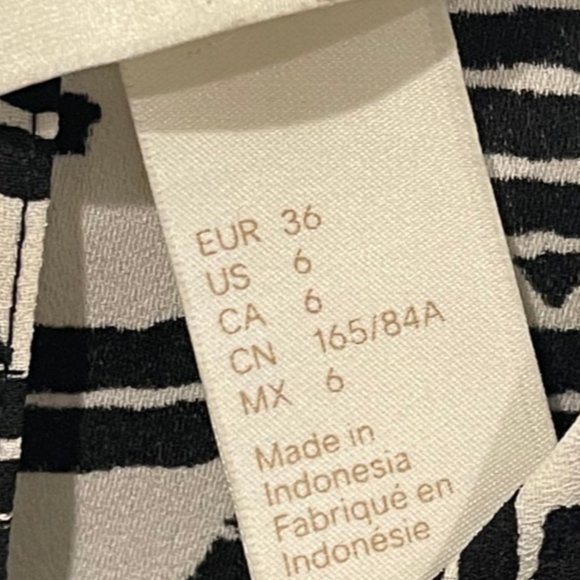 EUR 36
US 6
CA 6
CN 165/84A
MX 6
Made in
Indonesia
Fabriqué en
Indonésie